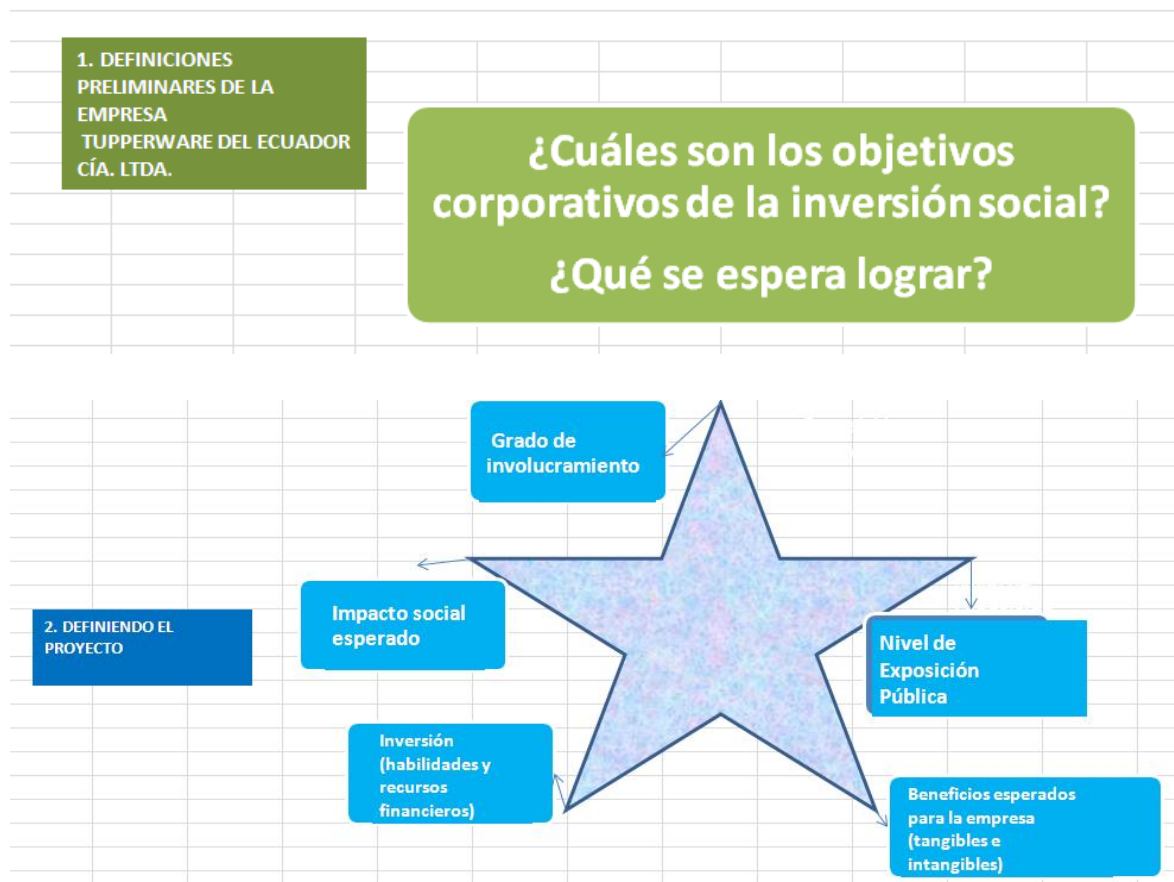 1. DEFINICIONES
PRELIMINARES DE LA
EMPRESA
TUPPERWARE DEL ECUADOR
CÍA. LTDA.
¿Cuáles son los objetivos
corporativos de la inversión social?
¿Qué se espera lograr?
Grado de
involucramiento
Impacto social
esperado
2. DEFINIENDO EL
PROYECTO
Nivel de
Exposición
Pública
Inversión
(habilidades y
recursos
financieros)
Beneficios esperados
para la empresa
(tangibles e
intangibles)